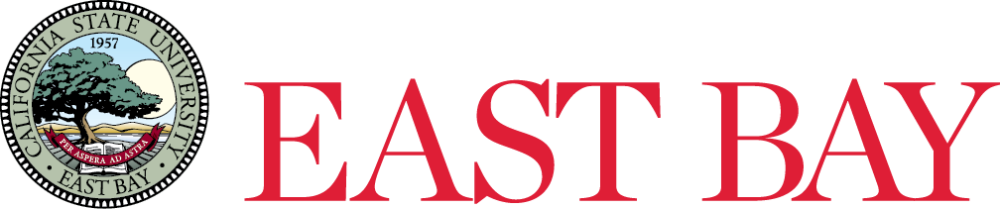 CALIFORNIA STATE UNIVERSITY
1957
PER ASPERA AD ASTRA
· EAST BAY ·
EAST BAY